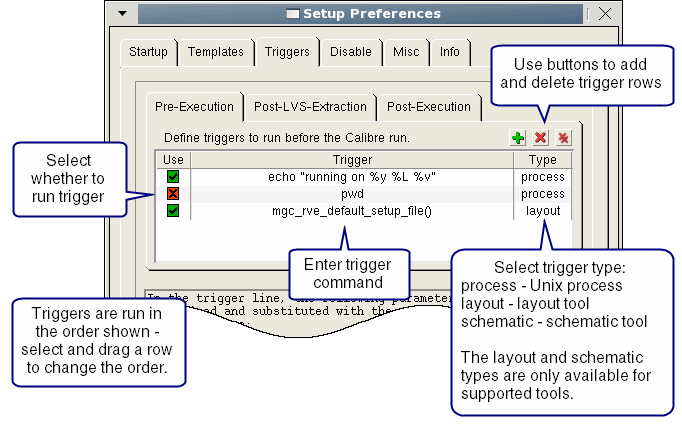 Setup Preferences
Startup Templates Triggers Disable Misc Info
Use buttons to add
and delete trigger rows
Pre-Execution Post-LVS-Extraction Post-Execution
Define triggers to run before the Calibre run.
Use Trigger Type
echo "running on %y %L %v" process
pwd process
mgc_rve_default_setup_file() layout
Select
whether to
run trigger
Enter trigger
command
Select trigger type:
process - Unix process
layout - layout tool
schematic - schematic tool
The layout and schematic
types are only available for
supported tools.
Triggers are run in
the order shown -
select and drag a row
to change the order.
the trigger line, following parameter
and substituted with the